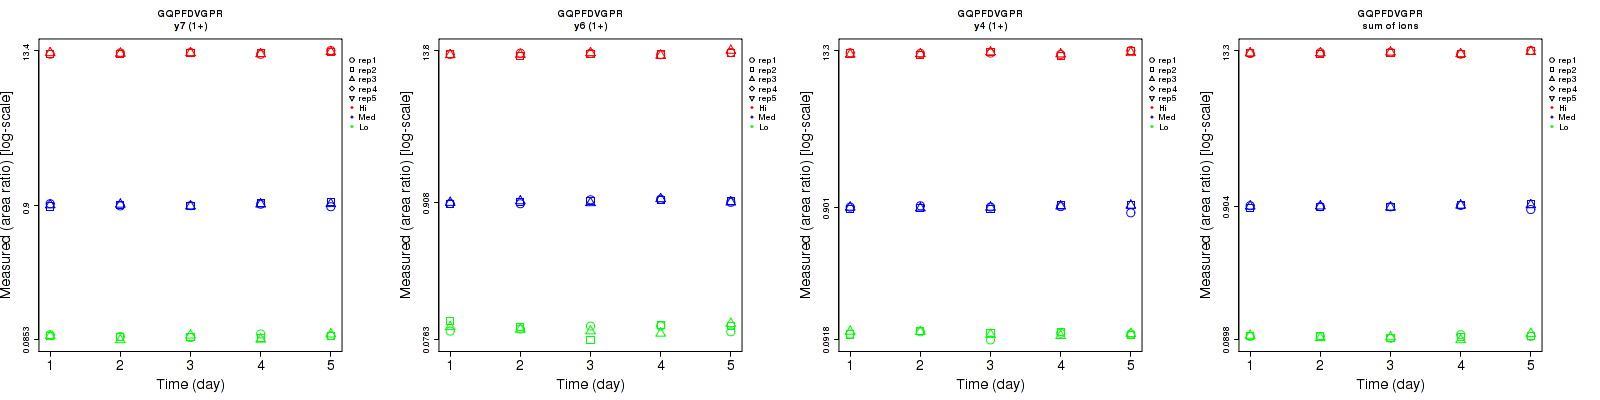 GQPFDVGPR
y7 (1+)
Measured (area ratio) [log-scale]
13.4
0.9
0.0853
1 2 3 4 5
Time (day)
rep1
rep2
rep3
rep4
rep5
Hi
Med
Lo
GQPFDVGPR
y6 (1+)
Measured (area ratio) [log-scale]
13.8
0.908
0.0763
1 2 3 4 5
Time (day)
rep1
rep2
rep3
rep4
rep5
Hi
Med
Lo
GQPFDVGPR
y4 (1+)
Measured (area ratio) [log-scale]
13.3
0.901
0.0918
1 2 3 4 5
Time (day)
rep1
rep2
rep3
rep4
rep5
Hi
Med
Lo
GQPFDVGPR
sum of ions
Measured (area ratio) [log-scale]
13.3
0.904
0.0898
1 2 3 4 5
Time (day)
rep1
rep2
rep3
rep4
rep5
Hi
Med
Lo